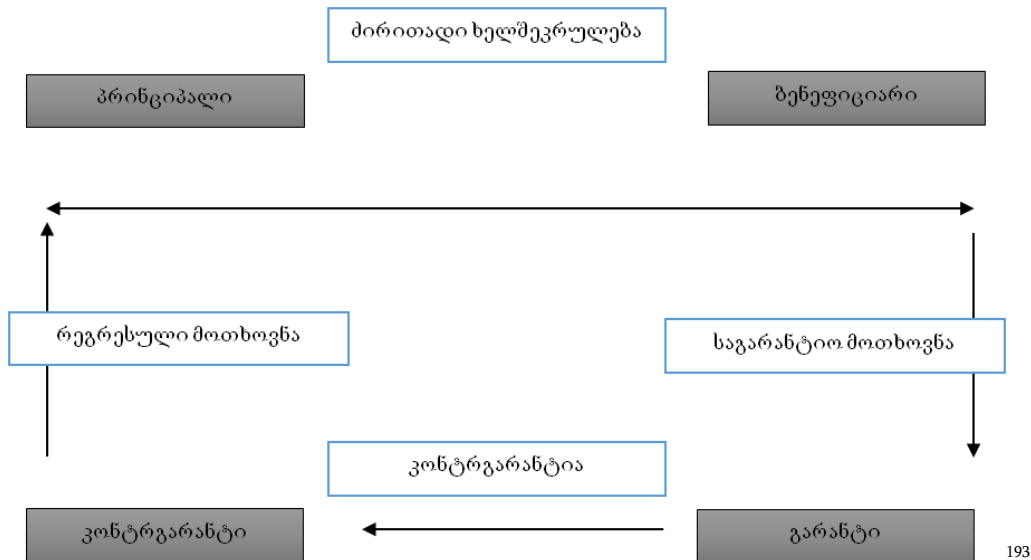 ძირითადი ხელშეკრულება
პრინციპალი
ბენეფიციარი
რეგრესული მოთხოვნა
საგარანტიო მოთხოვნა
კონტრგარანტია
კონტრგარანტი
გარანტი
193